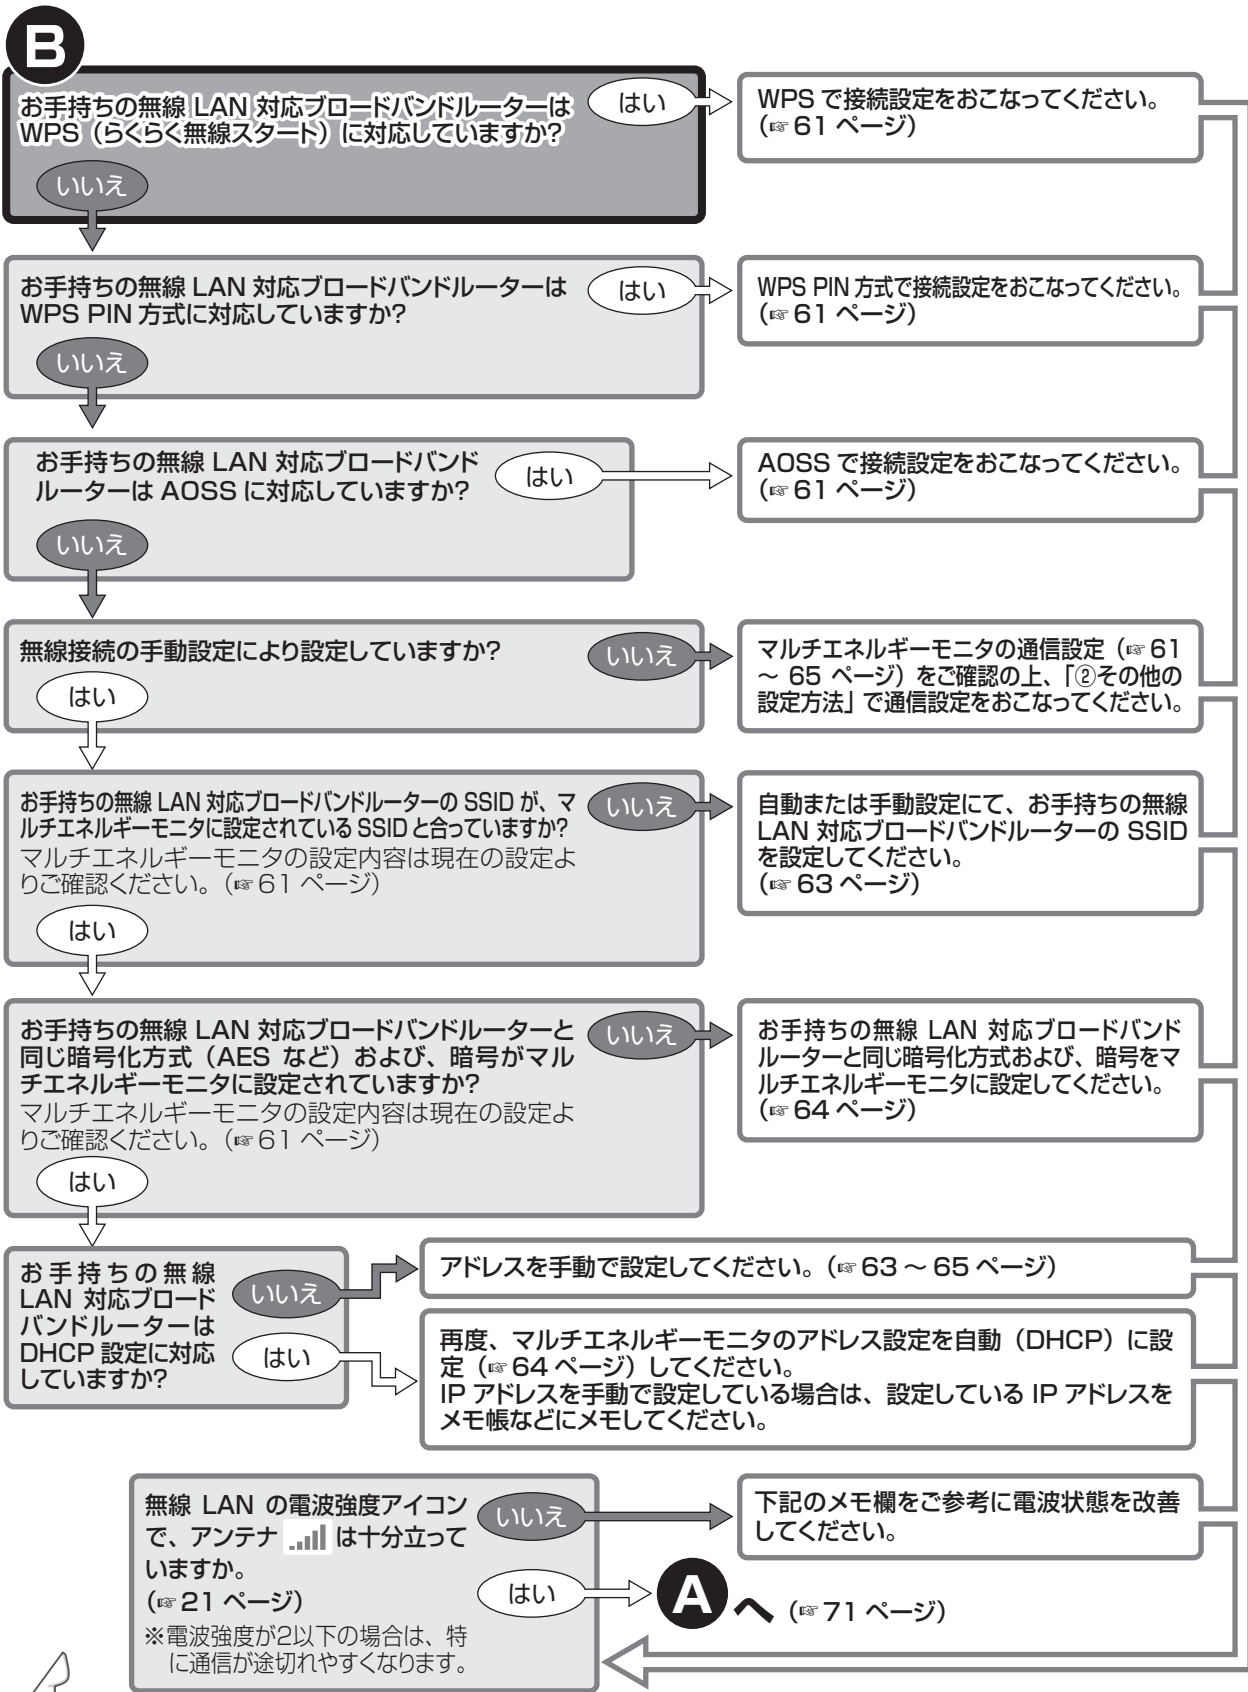 B
お手持ちの無線 LAN 対応ブロードバンドルーターは
WPS（らくらく無線スタート）に対応していますか?
はい
WPS で接続設定をおこなってください。
（☞ 61 ページ）
いいえ
お手持ちの無線 LAN 対応ブロードバンドルーターは
WPS PIN 方式に対応していますか?
はい
WPS PIN 方式で接続設定をおこなってください。
（☞ 61 ページ）
いいえ
お手持ちの無線 LAN 対応ブロードバンド
ルーターは AOSS に対応していますか?
はい
AOSS で接続設定をおこなってください。
（☞ 61 ページ）
いいえ
無線接続の手動設定により設定していますか?
いいえ
マルチエネルギーモニタの通信設定（☞ 61
～ 65 ページ）をご確認の上、「②その他の
設定方法」で通信設定をおこなってください。
はい
お手持ちの無線 LAN 対応ブロードバンドルーターの SSID が、マ
ルチエネルギーモニタに設定されている SSID と合っていますか?
マルチエネルギーモニタの設定内容は現在の設定よ
りご確認ください。（☞ 61 ページ）
いいえ
自動または手動設定にて、お手持ちの無線
LAN 対応ブロードバンドルーターの SSID
を設定してください。
（☞ 63 ページ）
はい
お手持ちの無線 LAN 対応ブロードバンドルーターと
同じ暗号化方式（AES など）および、暗号がマル
チエネルギーモニタに設定されていますか?
マルチエネルギーモニタの設定内容は現在の設定よ
りご確認ください。（☞ 61 ページ）
いいえ
お手持ちの無線 LAN 対応ブロードバンド
ルーターと同じ暗号化方式および、暗号をマ
ルチエネルギーモニタに設定してください。
（☞ 64 ページ）
はい
お手持ちの無線
LAN 対応ブロード
バンドルーターは
DHCP 設定に対応
していますか?
いいえ
アドレスを手動で設定してください。（☞ 63 ～ 65 ページ）
はい
再度、マルチエネルギーモニタのアドレス設定を自動（DHCP）に設
定（☞ 64 ページ）してください。
IP アドレスを手動で設定している場合は、設定している IP アドレスを
メモ帳などにメモしてください。
無線 LAN の電波強度アイコン
で、アンテナ は十分立って
いますか。
（☞ 21 ページ）
※電波強度が2以下の場合は、特
に通信が途切れやすくなります。
いいえ
下記のメモ欄をご参考に電波状態を改善
してください。
はい
A へ（☞ 71 ページ）